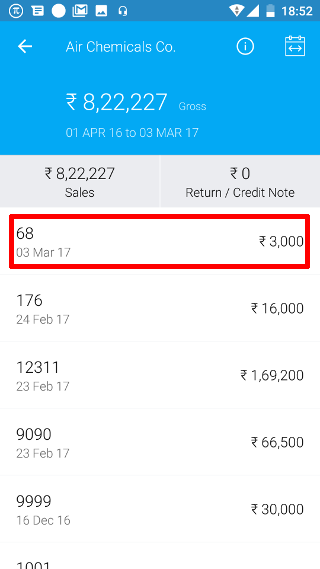 18:52
Air Chemicals Co.
₹ 8,22,227 Gross
01 APR 16 to 03 MAR 17
₹ 8,22,227
Sales
₹ 0
Return / Credit Note
68
03 Mar 17
₹ 3,000
176
24 Feb 17
₹ 16,000
12311
23 Feb 17
₹ 1,69,200
9090
23 Feb 17
₹ 66,500
9999
16 Dec 16
₹ 30,000
1001